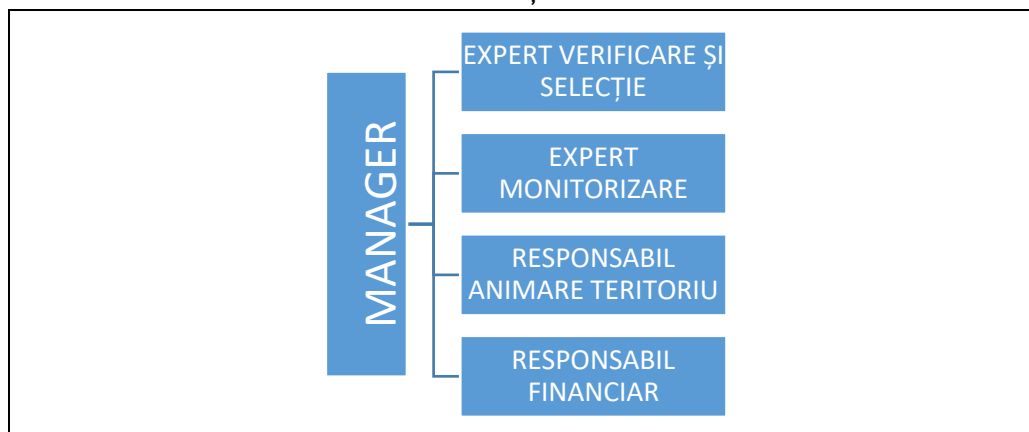 MANAGER
EXPERT VERIFICARE ȘI
SELECȚIE
EXPERT
MONITORIZARE
RESPONSABIL
ANIMARE TERITORIU
RESPONSABIL
FINANCIAR